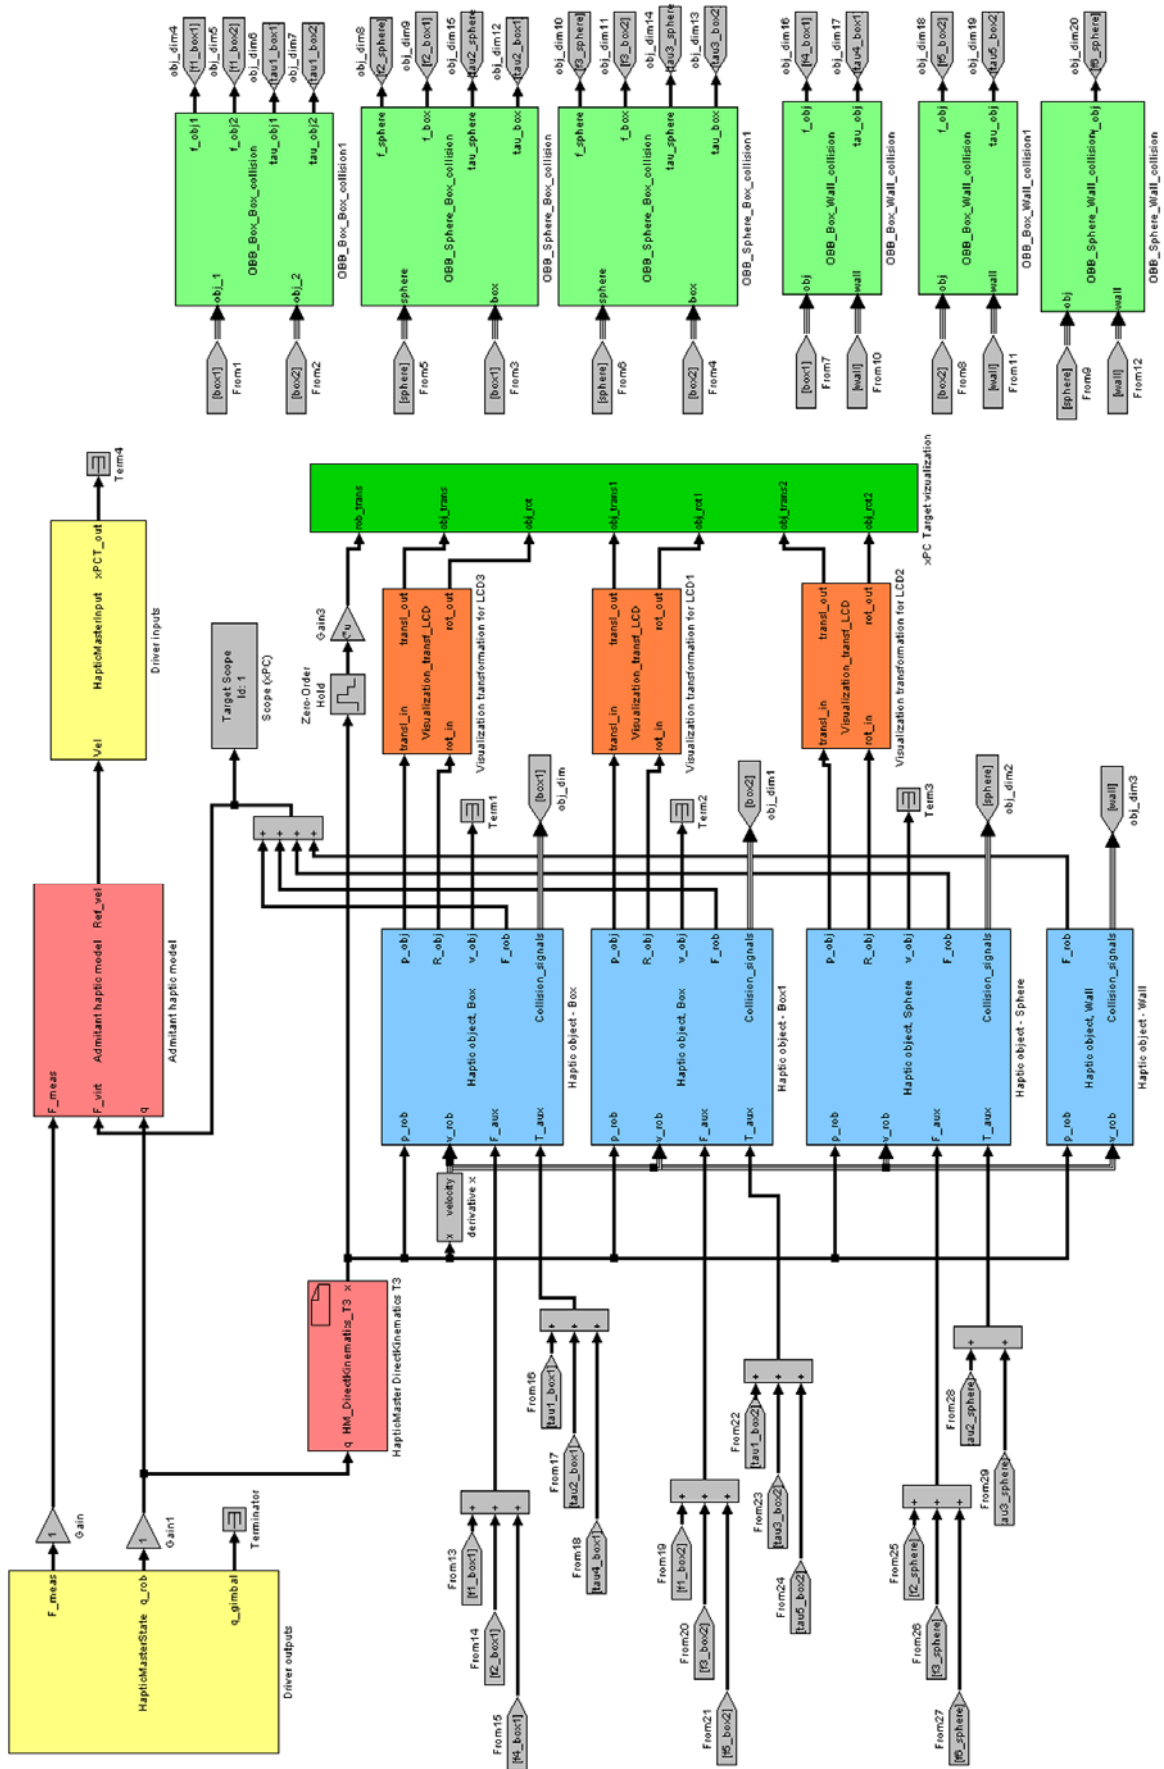 F_meas
HapticMasterState q_rob
q_gimbal
Driver outputs
1
Gain
1
Gain1
Terminator
F_meas
F_virt Admitant haptic model Ref_vel
q
Admitant haptic model
Vel HapticMasterInput xPCT_out
Driver inputs
Term4
Target Scope
Id: 1
Scope (xPC)
q HM_DirectKinematics_T3 x
HapticMaster DirectKinematics T3
Zero-Order
Hold
Gain3
x velocity
derivative x
From13
[f1_box1]
From14
[f2_box1]
From15
[f4_box1]
From16
[tau1_box1]
From17
[tau2_box1]
From18
[tau4_box1]
p_rob
v_rob
F_aux
T_aux
Haptic object, Box
p_obj
R_obj
v_obj
F_rob
Collision_signals
Haptic object - Box
Term1
[box1]
obj_dim
transl_in transl_out
Visualization_transf_LCD
rot_in rot_out
Visualization transformation for LCD3
From19
[f1_box2]
From20
[f3_box2]
From21
[f5_box2]
From22
[tau1_box2]
From23
[tau3_box2]
From24
[tau5_box2]
p_rob
v_rob
F_aux
T_aux
Haptic object, Box
p_obj
R_obj
v_obj
F_rob
Collision_signals
Haptic object - Box1
Term2
[box2]
obj_dim1
transl_in transl_out
Visualization_transf_LCD
rot_in rot_out
Visualization transformation for LCD1
From25
[f2_sphere]
From26
[f3_sphere]
From27
[f6_sphere]
From28
[tau2_sphere]
From29
p_rob
v_rob
F_aux
T_aux
Haptic object, Sphere
p_obj
R_obj
v_obj
F_rob
Collision_signals
Haptic object - Sphere
Term3
[sphere]
obj_dim2
transl_in transl_out
Visualization_transf_LCD
rot_in rot_out
Visualization transformation for LCD2
p_rob
v_rob
Haptic object, Wall
F_rob
Collision_signals
Haptic object - Wall
[wall]
obj_dim3
rob_trans
obj_trans
obj_rot
obj_trans1
obj_rot1
obj_trans2
obj_rot2
xPC Target vizualization
[box1]
From1
[box2]
From2
obj_1
obj_2
OBB_Box_Box_collision
f_obj1
f_obj2
tau_obj1
tau_obj2
OBB_Box_Box_collision1
obj_dim4
[f1_box1]
obj_dim5
[f1_box2]
obj_dim6
[tau1_box1]
obj_dim7
[tau1_box2]
[sphere]
From5
[box2]
From3
sphere
box
OBB_Sphere_Box_collision
f_sphere
f_box
tau_sphere
tau_box
OBB_Sphere_Box_collision
obj_dim8
[f2_sphere]
obj_dim9
[f2_box1]
obj_dim15
[tau2_sphere]
obj_dim12
[tau2_box1]
[sphere]
From6
[box2]
From4
sphere
box
OBB_Sphere_Box_collision
f_sphere
f_box
tau_sphere
tau_box
OBB_Sphere_Box_collision1
obj_dim10
[f3_sphere]
obj_dim11
[f3_box2]
obj_dim14
[tau3_sphere]
obj_dim13
[tau3_box2]
[box1]
From7
[wall]
From10
obj
wall
OBB_Box_Wall_collision
f_obj
tau_obj
OBB_Box_Wall_collision
obj_dim16
[f4_box1]
obj_dim17
[tau4_box1]
[box2]
From8
[wall]
From11
obj
wall
OBB_Box_Wall_collision
f_obj
tau_obj
OBB_Box_Wall_collision1
obj_dim18
[f5_box2]
obj_dim19
[tau5_box2]
[sphere]
From9
[wall]
From12
obj
wall
OBB_Sphere_Wall_collision
f_obj
OBB_Sphere_Wall_collision
obj_dim20
[f6_sphere]